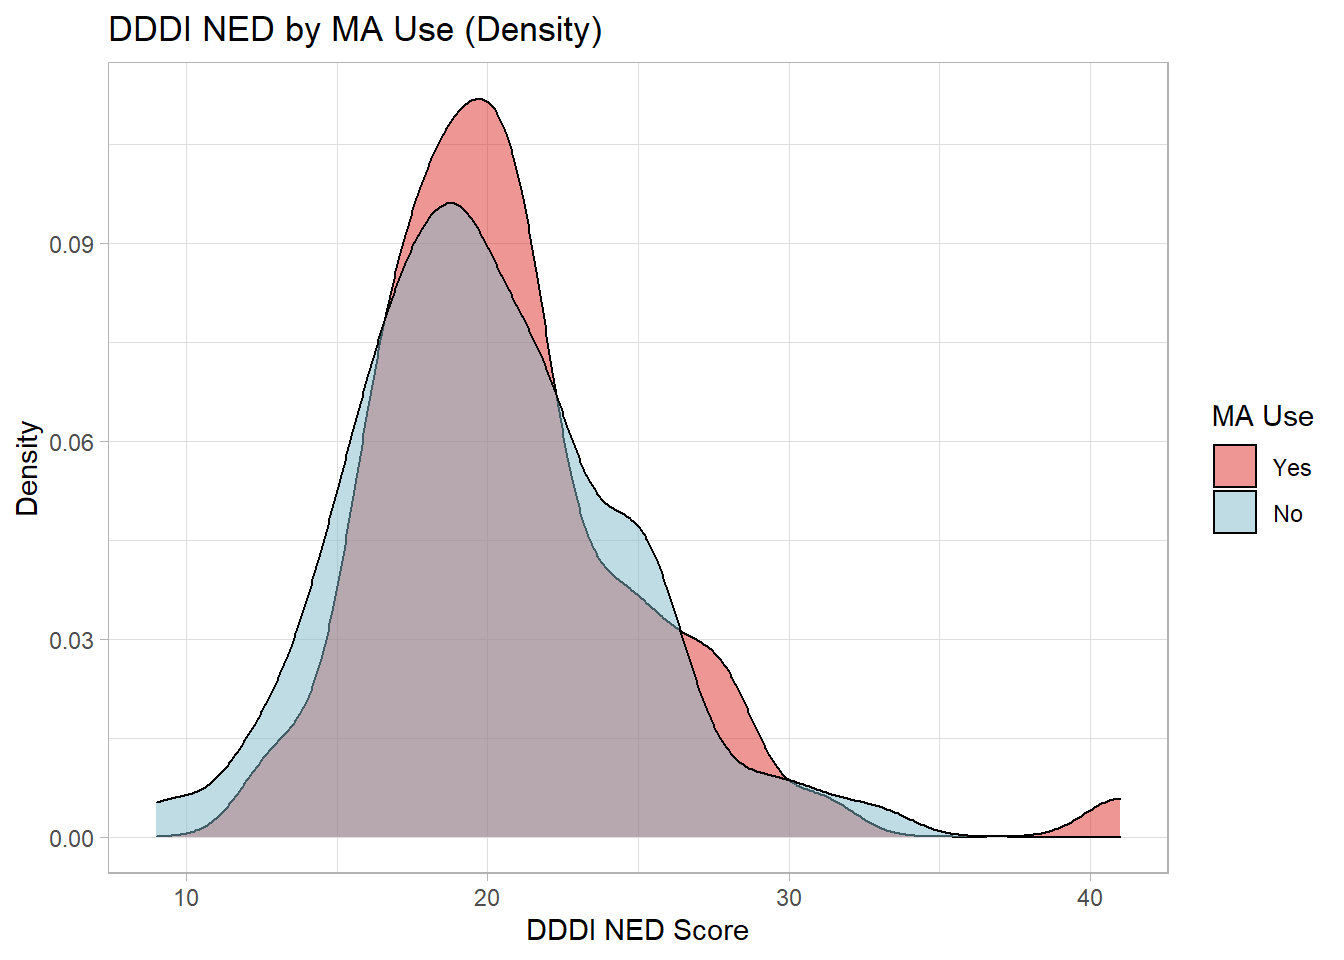 DDDI NED by MA Use (Density)
0.09
0.06
0.03
0.00
Density
10 20 30 40
DDDI NED Score
MA Use
Yes
No